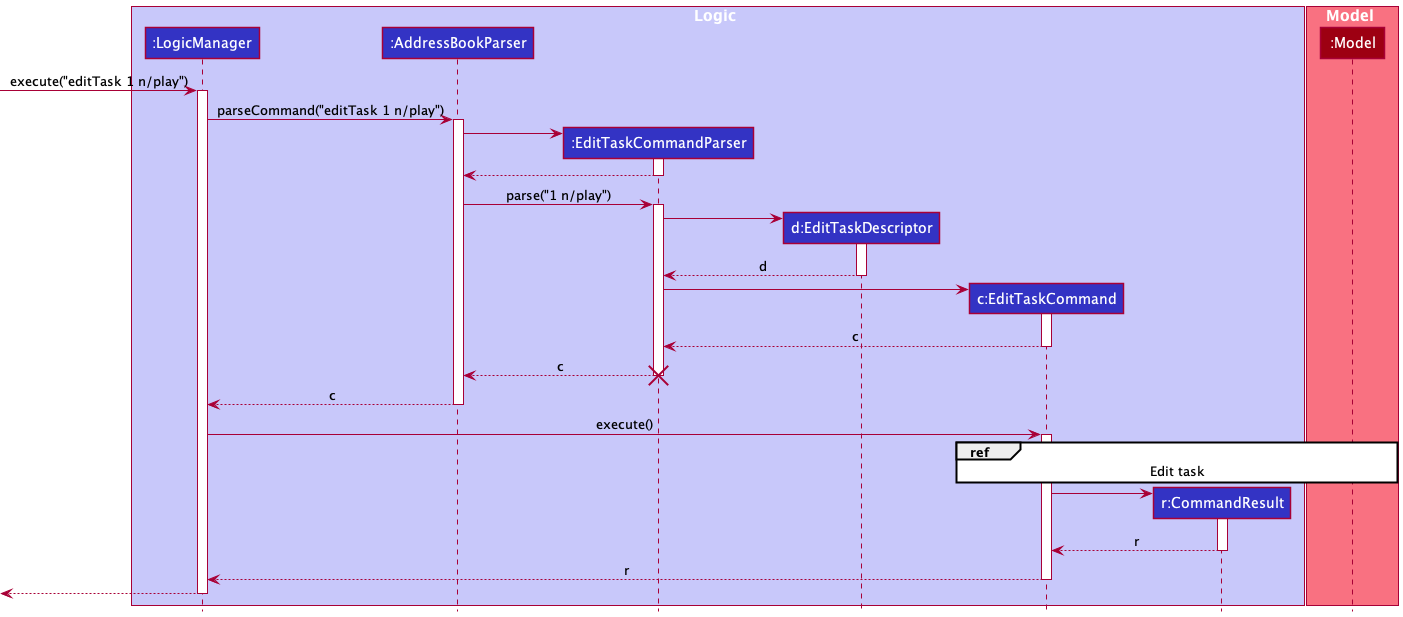 Logic
Model
:LogicManager
:AddressBookParser
:Model
execute("editTask 1 n/play")
parseCommand("editTask 1 n/play")
:EditTaskCommandParser
parse("1 n/play")
d:EditTaskDescriptor
d
c:EditTaskCommand
c
c
c
execute()
ref
Edit task
r:CommandResult
r
r